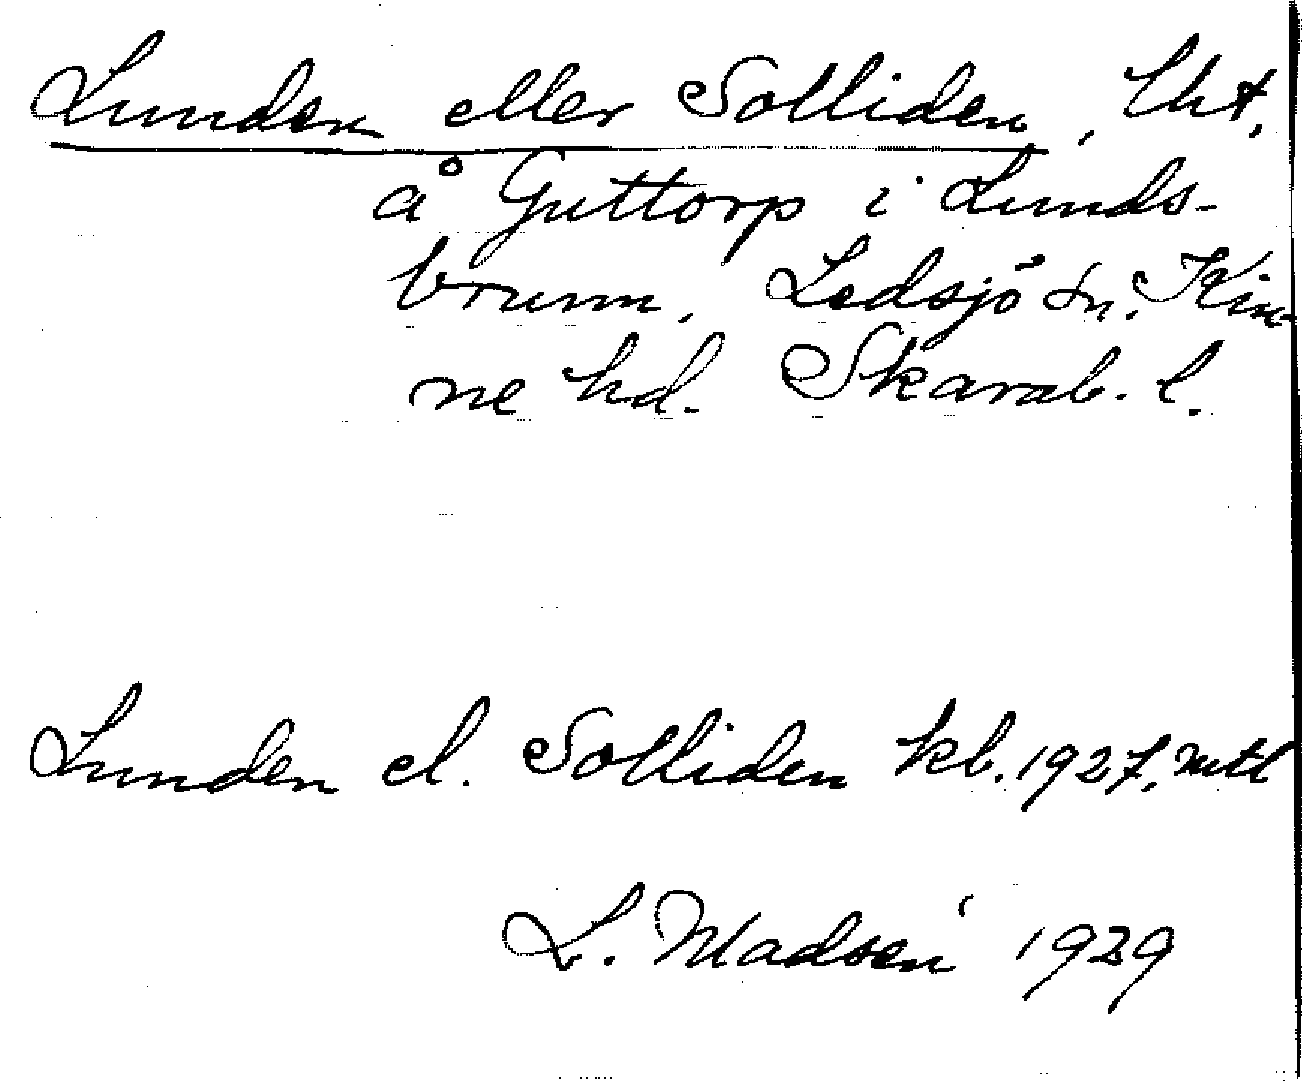 Lunden eller Solliden, lht,
å Guttorp i Lunds-
brunn, Ledsjö sn. Kin-
ne hd. Skarab. l.
Lunden el. Solliden kb. 1927, mtl
L. Madsen 1929